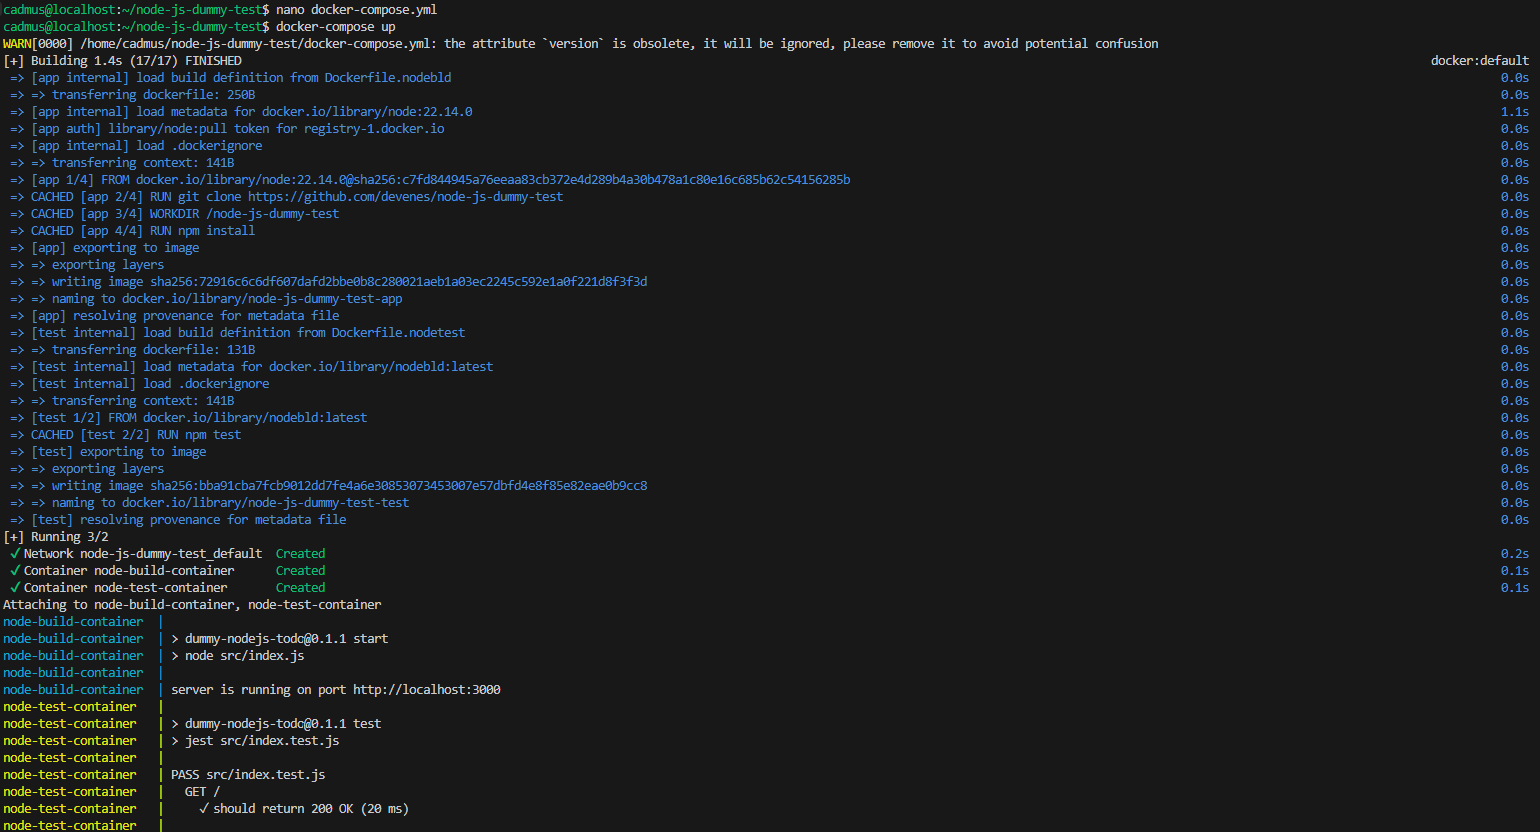 cadmus@localhost:~/node-js-dummy-test$ nano docker-compose.yml
cadmus@localhost:~/node-js-dummy-test$ docker-compose up
WARN[0000] /home/cadmus/node-js-dummy-test/docker-compose.yml: the attribute `version` is obsolete, it will be ignored, please remove it to avoid potential confusion
[+] Building 1.4s (17/17) FINISHED docker:default
=> [app internal] load build definition from Dockerfile.nodebld 0.0s
=> => transferring dockerfile: 250B 0.0s
=> [app internal] load metadata for docker.io/library/node:22.14.0 1.1s
=> [app auth] library/node:pull token for registry-1.docker.io 0.0s
=> [app internal] load .dockerignore 0.0s
=> => transferring context: 141B 0.0s
=> [app 1/4] FROM docker.io/library/node:22.14.0@sha256:c7fd844945a76eeaa83cb372e4d289b4a30b478a1c80e16c685b62c54156285b 0.0s
=> CACHED [app 2/4] RUN git clone https://github.com/devenes/node-js-dummy-test 0.0s
=> CACHED [app 3/4] WORKDIR /node-js-dummy-test 0.0s
=> CACHED [app 4/4] RUN npm install 0.0s
=> [app] exporting to image 0.0s
=> => exporting layers 0.0s
=> => writing image sha256:72916c6c6df607dafd2bbe0b8c280021aeb1a03ec2245c592e1a0f221d8f3f3d 0.0s
=> => naming to docker.io/library/node-js-dummy-test-app 0.0s
=> [app] resolving provenance for metadata file 0.0s
=> [test internal] load build definition from Dockerfile.nodetest 0.0s
=> => transferring dockerfile: 131B 0.0s
=> [test internal] load metadata for docker.io/library/nodebld:latest 0.0s
=> [test internal] load .dockerignore 0.0s
=> => transferring context: 141B 0.0s
=> [test 1/2] FROM docker.io/library/nodebld:latest 0.0s
=> CACHED [test 2/2] RUN npm test 0.0s
=> [test] exporting to image 0.0s
=> => exporting layers 0.0s
=> => writing image sha256:bba91cba7fcb9012dd7fe4a6e30853073453007e57dbfd4e8f85e82eae0b9cc8 0.0s
=> => naming to docker.io/library/node-js-dummy-test-test 0.0s
=> [test] resolving provenance for metadata file 0.0s
[+] Running 3/2
✔ Network node-js-dummy-test_default Created 0.2s
✔ Container node-build-container Created 0.1s
✔ Container node-test-container Created 0.1s
Attaching to node-build-container, node-test-container
node-build-container |
node-build-container | > dummy-nodejs-todo@0.1.1 start
node-build-container | > node src/index.js
node-build-container |
node-build-container | server is running on port http://localhost:3000
node-test-container |
node-test-container | > dummy-nodejs-todo@0.1.1 test
node-test-container | > jest src/index.test.js
node-test-container |
node-test-container | PASS src/index.test.js
node-test-container | GET /
node-test-container | ✓ should return 200 OK (20 ms)
node-test-container |